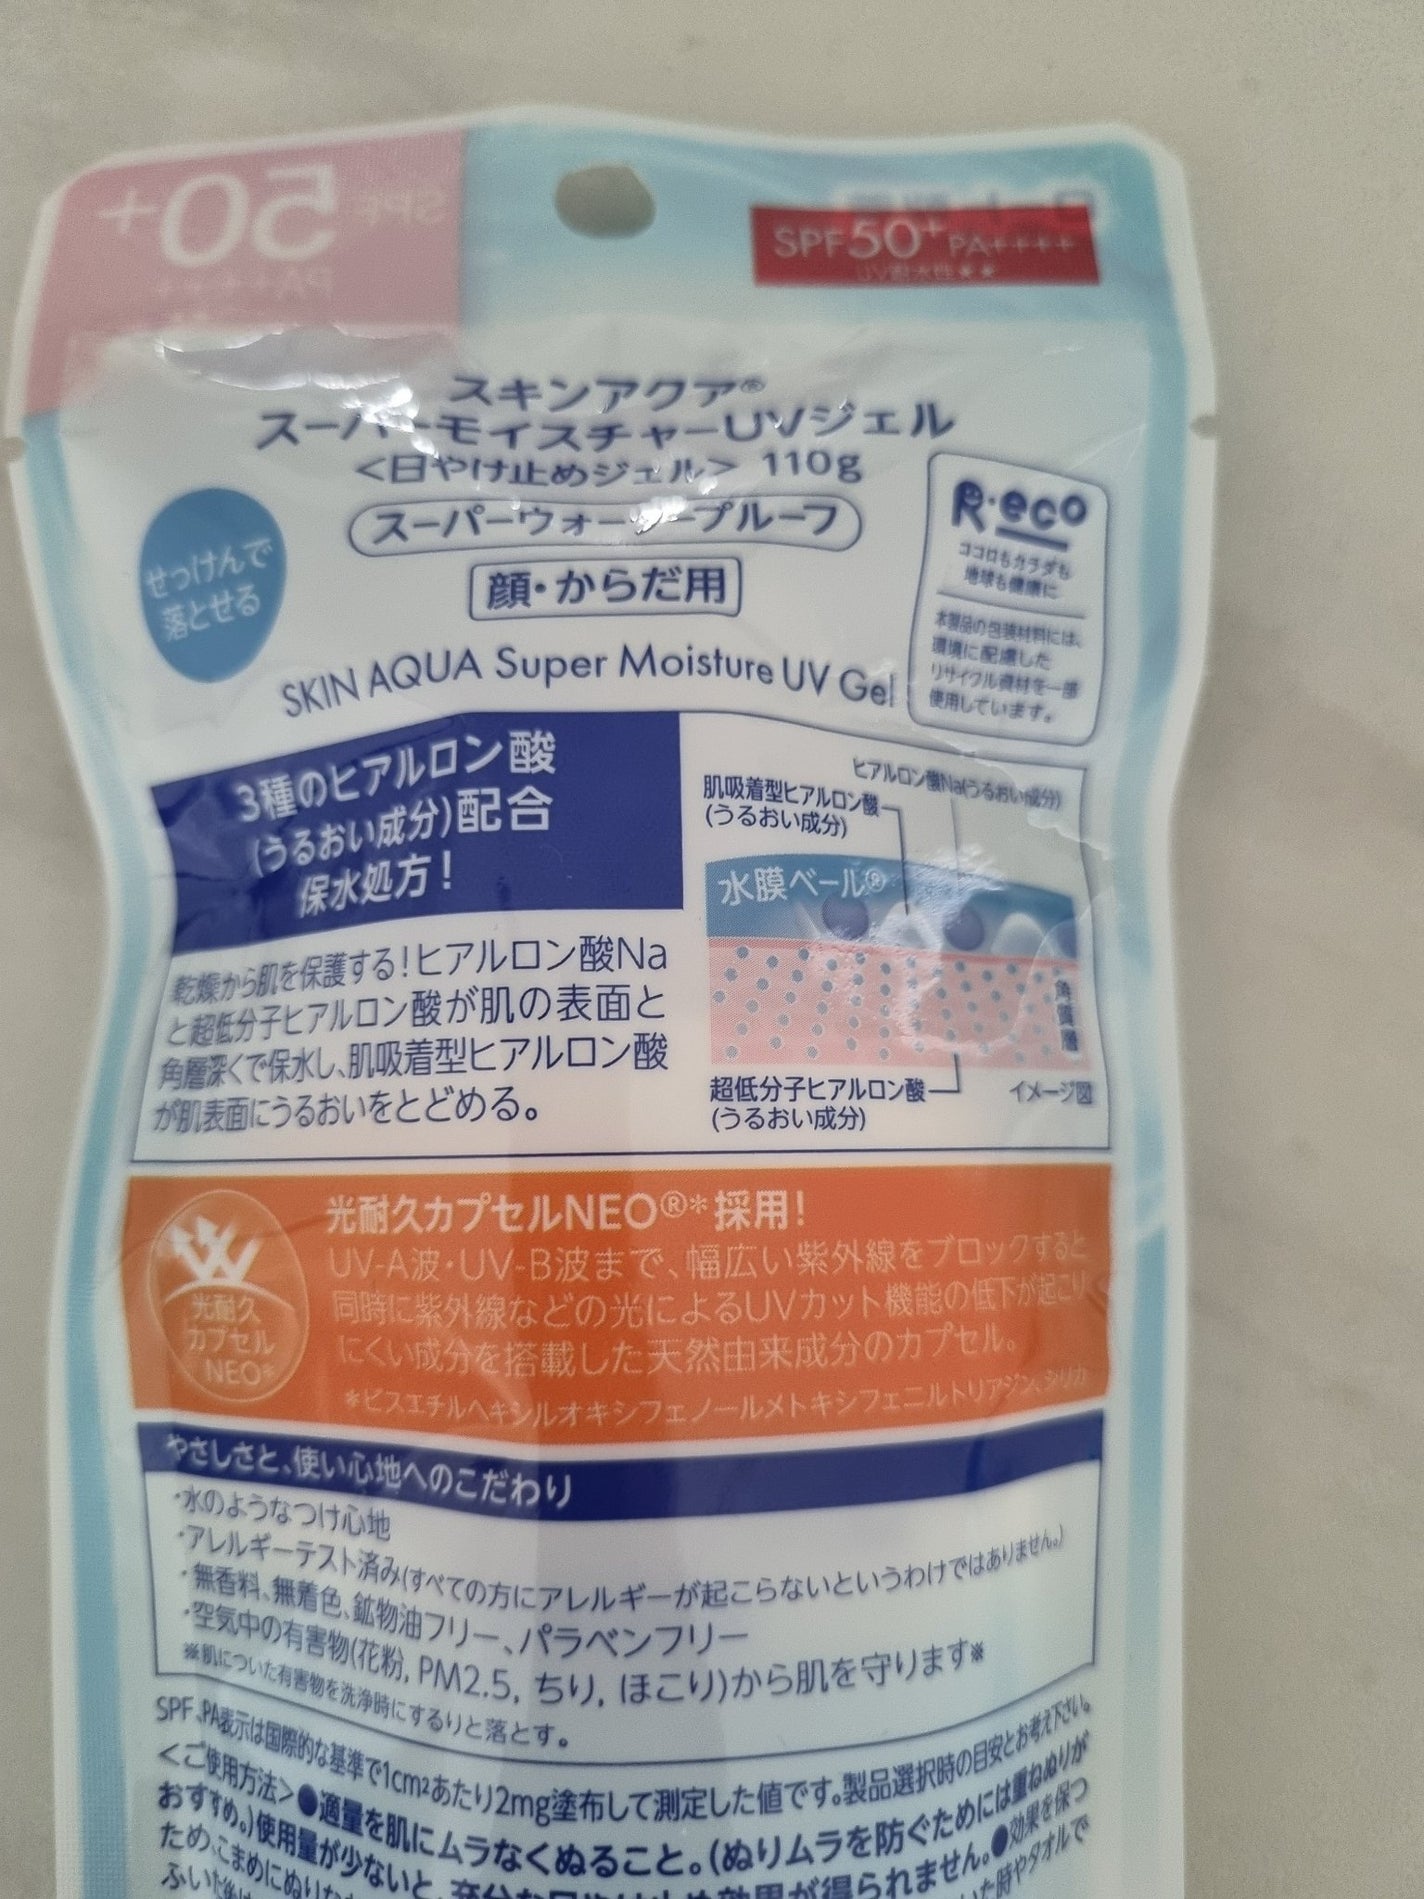 SPF50+ PA++++
UV耐水性★★
スキンアクア®
スーパーモイスチャーUVジェル
<日やけ止めジェル> 110g
スーパーウォータープルーフ
顔・からだ用
せっけんで
落とせる
SKIN AQUA Super Moisture UV Gel
R・eco
ココロもカラダも
地球も健康に
本製品の包装材料には、
環境に配慮した
リサイクル資材を一部
使用しています。
3種のヒアルロン酸
(うるおい成分)配合
保水処方!
乾燥から肌を保護する!ヒアルロン酸Na
と超低分子ヒアルロン酸が肌の表面と
角層深くで保水し、肌吸着型ヒアルロン酸
が肌表面にうるおいをとどめる。
ヒアルロン酸Na(うるおい成分)
肌吸着型ヒアルロン酸
(うるおい成分)
水膜ベール®
角質層
超低分子ヒアルロン酸
(うるおい成分)
イメージ図
光耐久
カプセル
NEO*
光耐久カプセルNEO®*採用!
UV-A波・UV-B波まで、幅広い紫外線をブロックすると
同時に紫外線などの光によるUVカット機能の低下が起こり
にくい成分を搭載した天然由来成分のカプセル。
*ビスエチルヘキシルオキシフェノールメトキシフェニルトリアジン、シリカ
やさしさと、使い心地へのこだわり
・水のようなつけ心地
・アレルギーテスト済み(すべての方にアレルギーが起こらないというわけではありません。)
・無香料、無着色、鉱物油フリー、パラベンフリー
・空気中の有害物(花粉, PM2.5, ちり, ほこり)から肌を守ります※
※肌についた有害物を洗浄時にするりと落とす。
SPF、PA表示は国際的な基準で1cm²あたり2mg塗布して測定した値です。製品選択時の目安とお考え下さい。
<ご使用方法>●適量を肌にムラなくぬること。(ぬりムラを防ぐためには重ねぬりが
おすすめ。)使用量が少ないと、充分な日やけ止め効果が得られません。●効果を保つ
ため、こまめにぬりな
ふいた後は
た時やタオルで